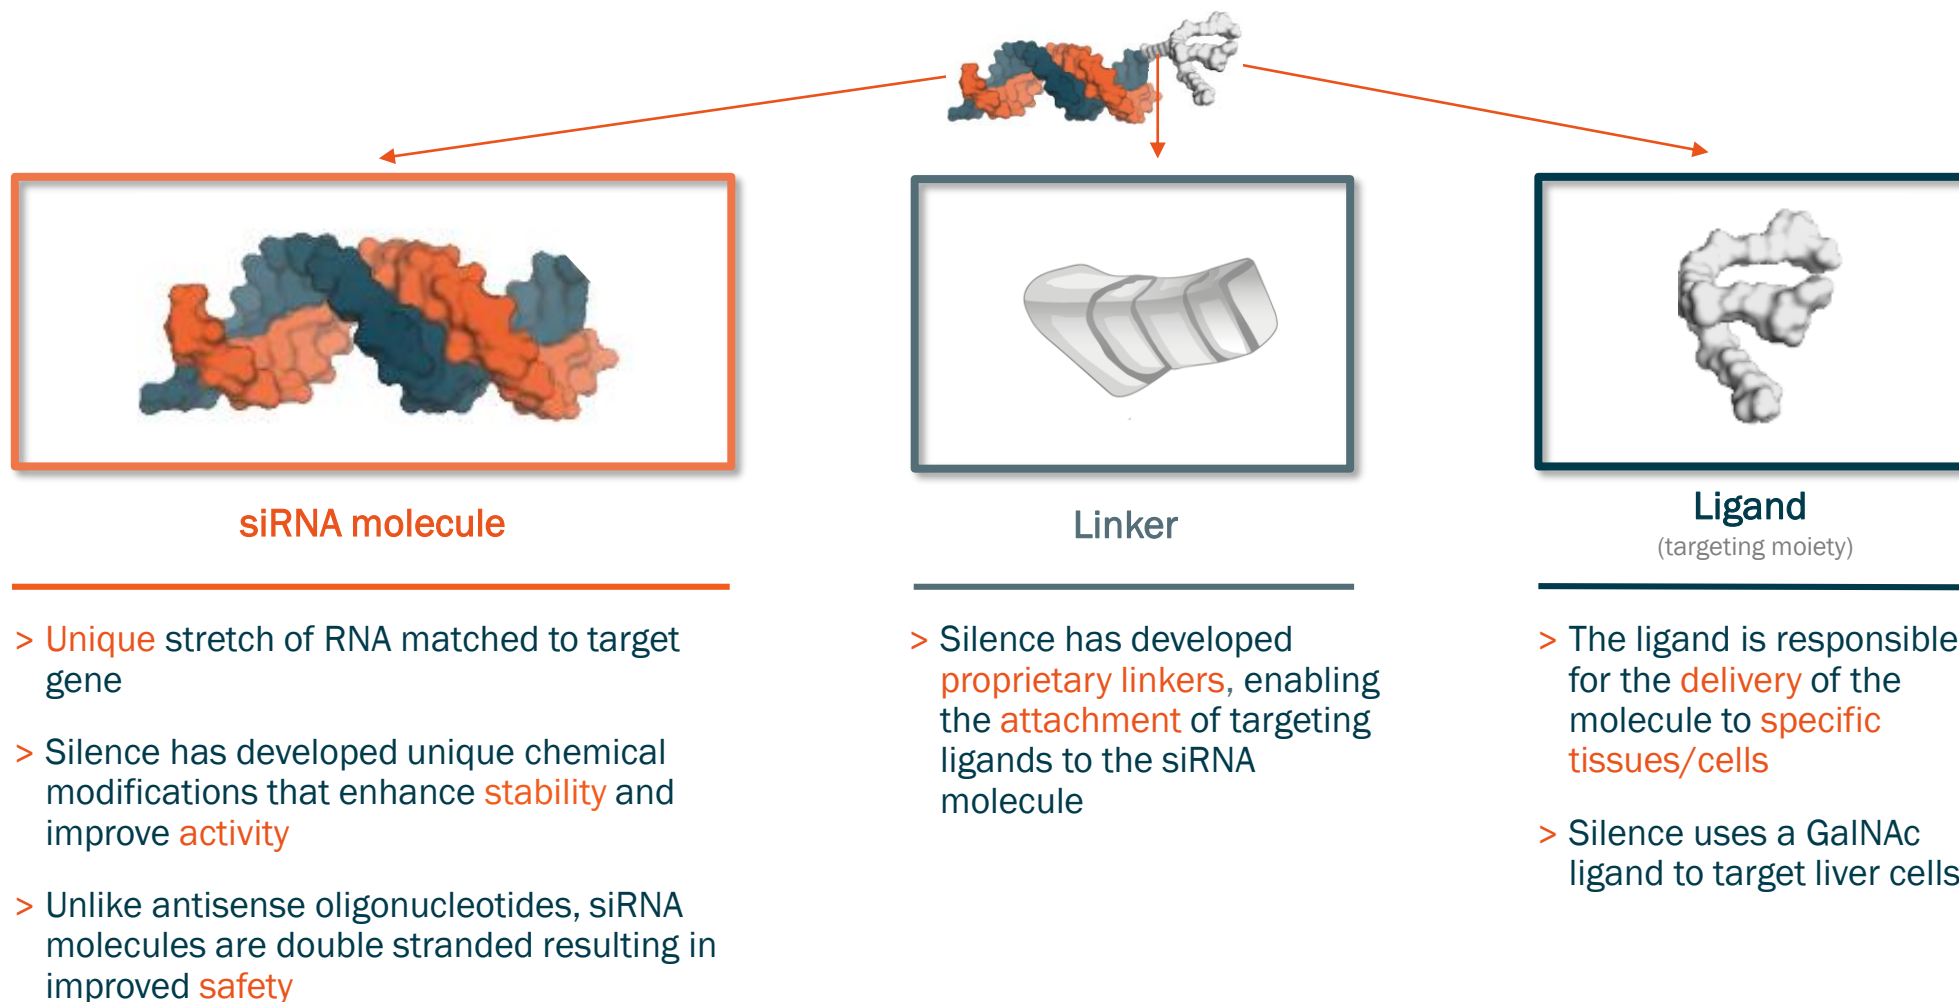 siRNA molecule
> Unique stretch of RNA matched to target
gene
> Silence has developed unique chemical
modifications that enhance stability and
improve activity
> Unlike antisense oligonucleotides, siRNA
molecules are double stranded resulting in
improved safety
Linker
> Silence has developed
proprietary linkers, enabling
the attachment of targeting
ligands to the siRNA
molecule
Ligand
(targeting moiety)
> The ligand is responsible
for the delivery of the
molecule to specific
tissues/cells
> Silence uses a GalNAc
ligand to target liver cells